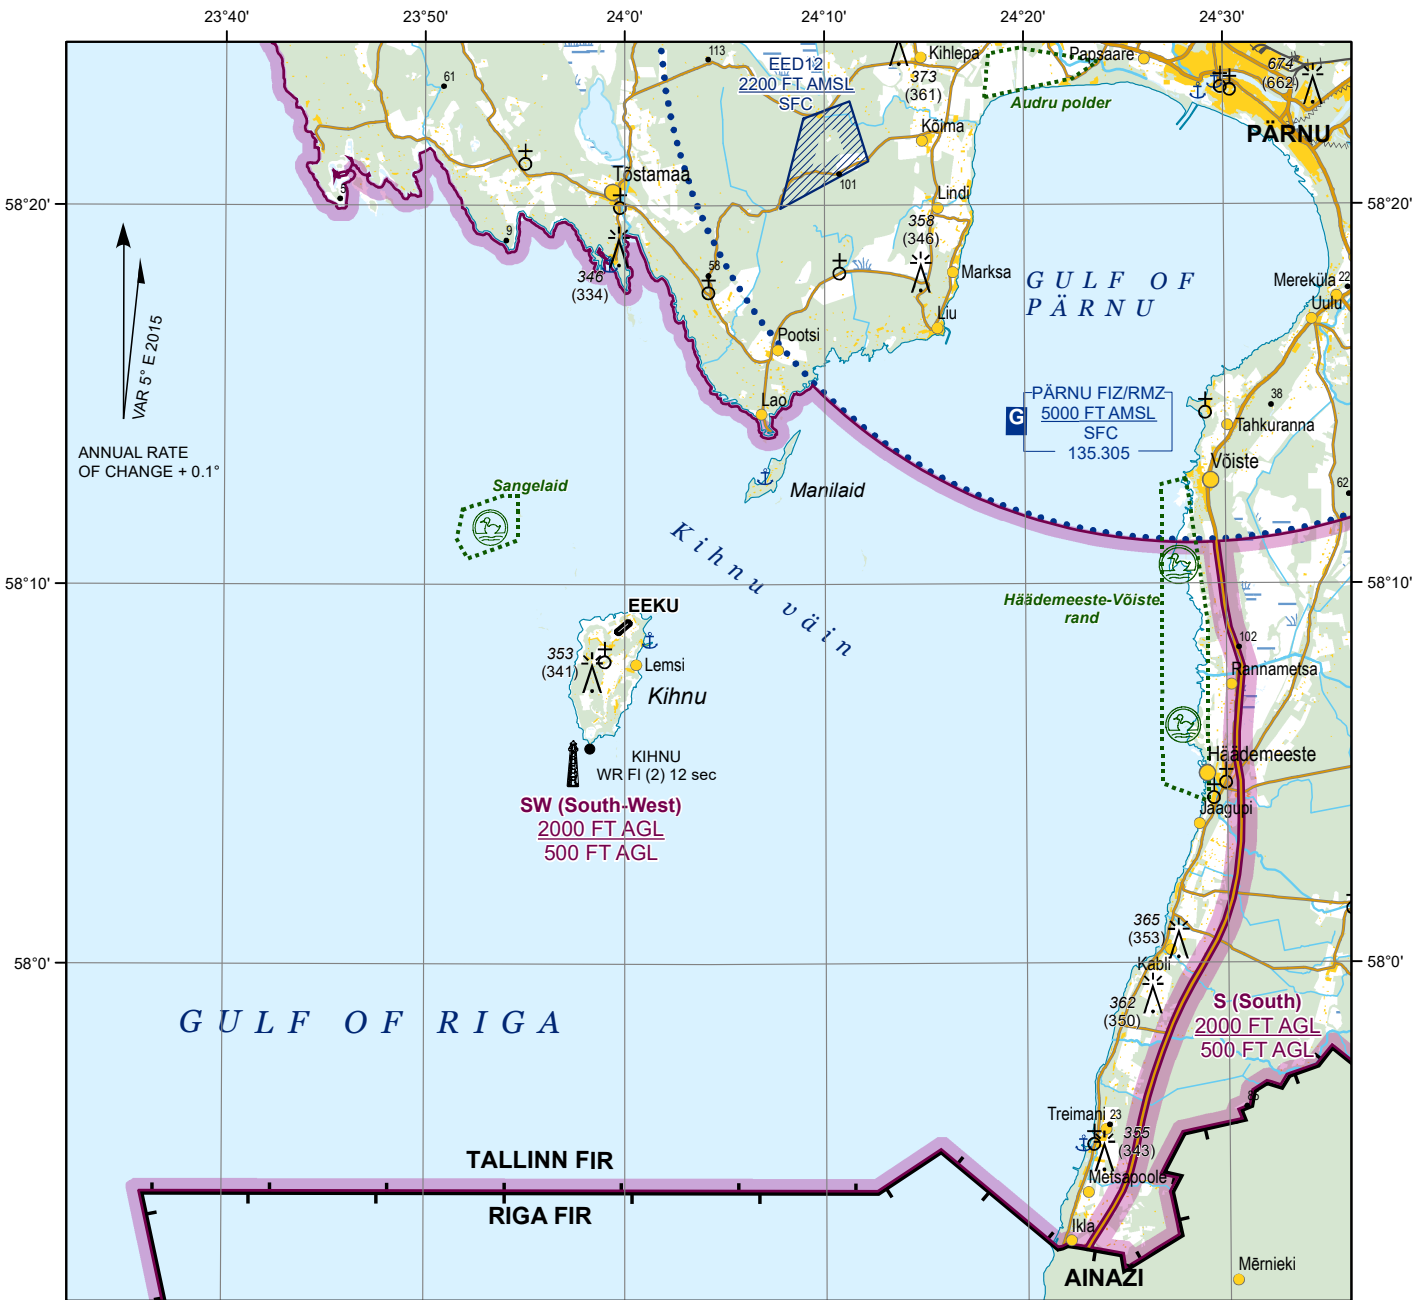 23°40'
23°50'
24°0'
24°10'
24°20'
24°30'
113
Kihlepa
Papsaare
EED12
2200 FT AMSL
SFC
373
(361)
674
(662)
61
Audru polder
PÄRNU
Kõima
Tõstamaa
101
5
Lindi
58°20'
58°20'
358
(346)
9
58
Marksa
346
(334)
GULF OF
PÄRNU
Mereküla
22
Uulu
Liu
VAR 5° E 2015
Pootsi
PÄRNU FIZ/RMZ
G
5000 FT AMSL
SFC
135.305
38
Lao
Tahkuranna
ANNUAL RATE
OF CHANGE + 0.1°
Võiste
Sangelaid
Manilaid
62
Kihnu väin
58°10'
58°10'
Häädemeeste-Võiste
rand
EEKU
102
353
(341)
Lemsi
Rannametsa
Kihnu
KIHNU
WR Fl (2) 12 sec
Häädemeeste
SW (South-West)
2000 FT AGL
500 FT AGL
Jaagupi
365
(353)
58°0'
58°0'
Kabli
362
(350)
S (South)
2000 FT AGL
500 FT AGL
GULF OF RIGA
86
Treimani
23
355
(343)
TALLINN FIR
Metsapoole
RIGA FIR
Ikla
Mērnieki
AINAZI